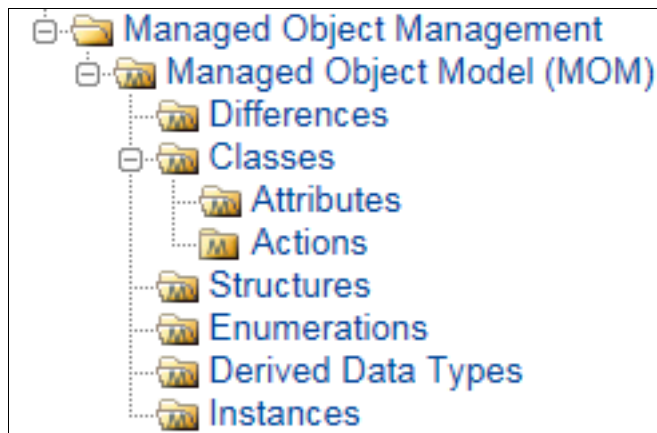 Managed Object Management
Managed Object Model (MOM)
Differences
Classes
Attributes
Actions
Structures
Enumerations
Derived Data Types
Instances